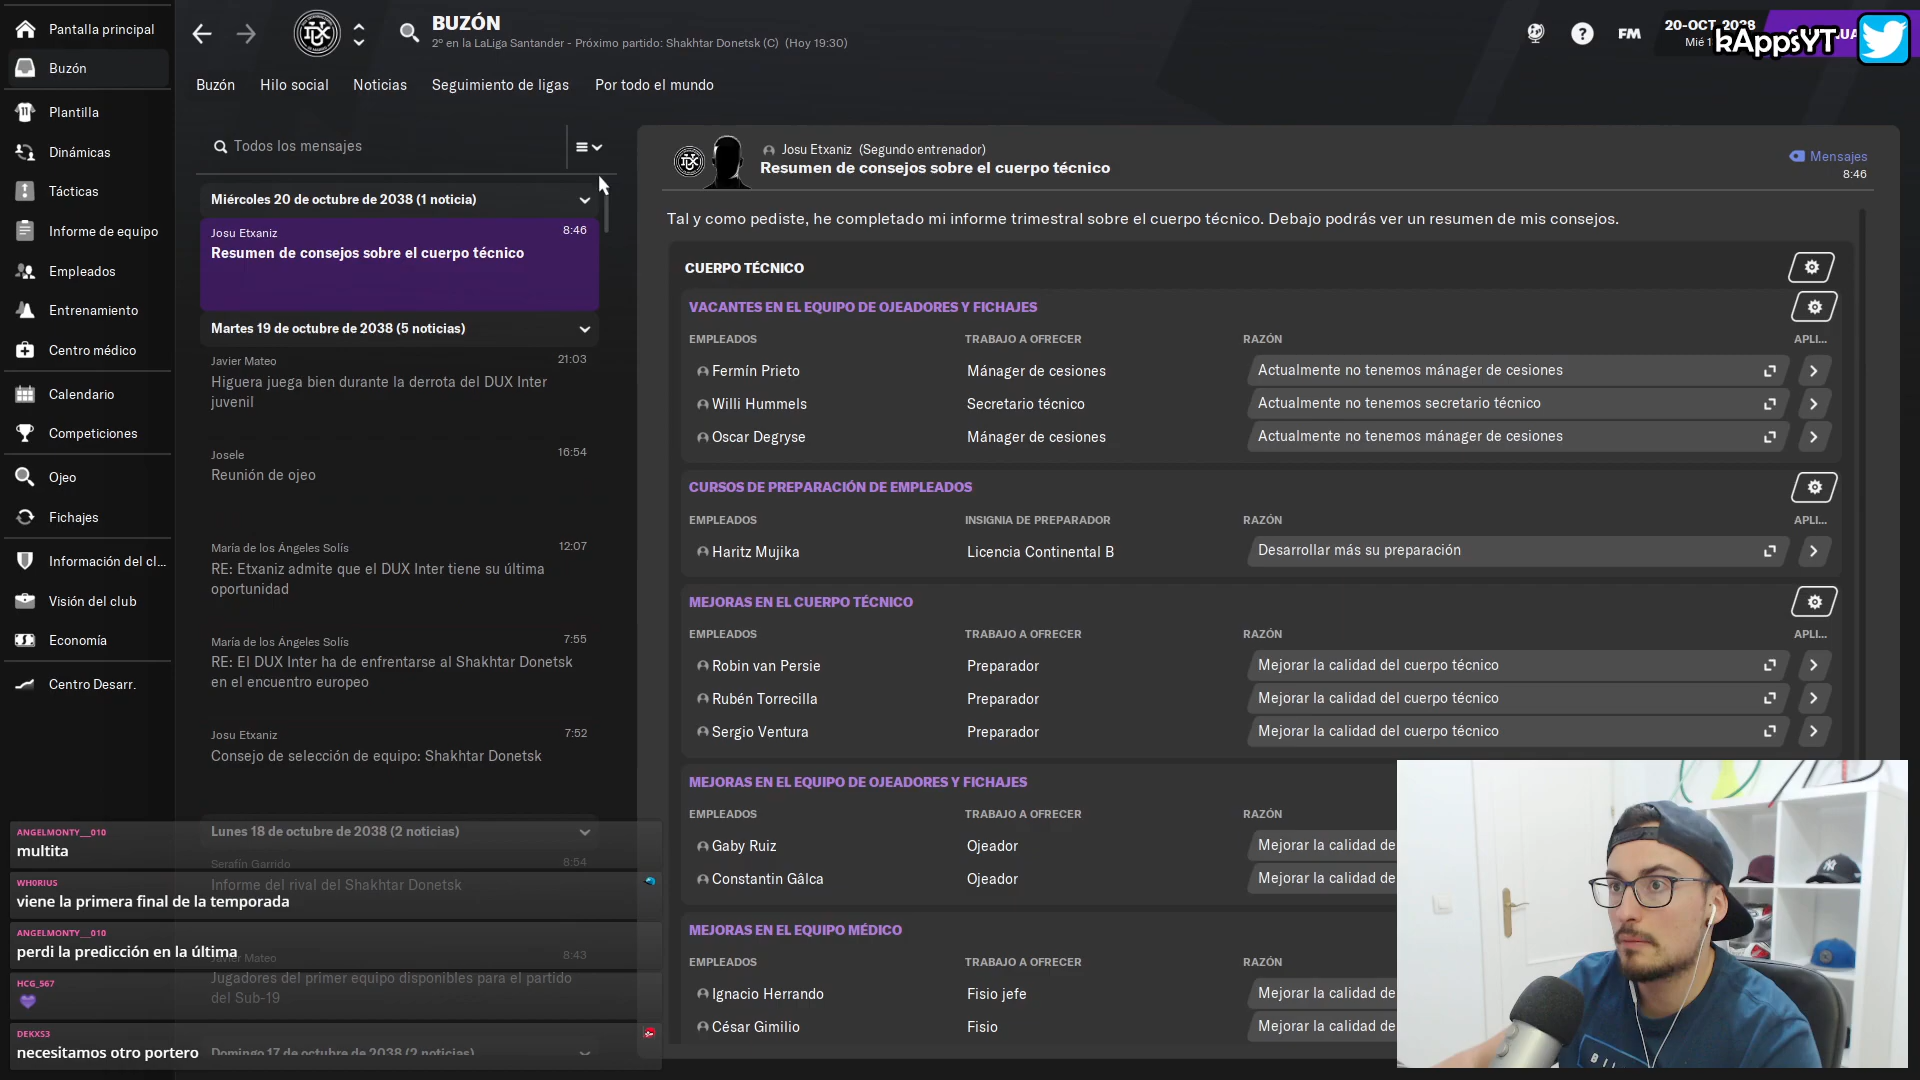 Pantalla principal
Buzón
Plantilla
Dinámicas
Tácticas
Informe de equipo
Empleados
Entrenamiento
Centro médico
Calendario
Competiciones
Ojeo
Fichajes
Información del cl...
Visión del club
Economía
Centro Desarr.
BUZÓN
2º en la LaLiga Santander - Próximo partido: Shakhtar Donetsk (C) (Hoy 19:30)
FM
20-OCT
kAppsYT
Buzón Hilo social Noticias Seguimiento de ligas Por todo el mundo
Todos los mensajes
Miércoles 20 de octubre de 2038 (1 noticia)
Josu Etxaniz 8:46
Resumen de consejos sobre el cuerpo técnico
Martes 19 de octubre de 2038 (5 noticias)
Javier Mateo 21:03
Higuera juega bien durante la derrota del DUX Inter
juvenil
Josele 16:54
Reunión de ojeo
María de los Ángeles Solís 12:07
RE: Etxaniz admite que el DUX Inter tiene su última
oportunidad
María de los Ángeles Solís 7:55
RE: El DUX Inter ha de enfrentarse al Shakhtar Donetsk
en el encuentro europeo
Josu Etxaniz 7:52
Consejo de selección de equipo: Shakhtar Donetsk
Lunes 18 de octubre de 2038 (2 noticias)
Serafín Garrido 8:54
Informe del rival del Shakhtar Donetsk
Javier Mateo 8:43
Jugadores del primer equipo disponibles para el partido
del Sub-19
Domingo 17 de octubre de 2038 (2 noticias)
ANGELMONTY__010
multita
WH0RIUS
viene la primera final de la temporada
ANGELMONTY__010
perdi la predicción en la última
HCG_567
DEKXS3
necesitamos otro portero
Josu Etxaniz (Segundo entrenador)
Resumen de consejos sobre el cuerpo técnico
Mensajes
8:46
Tal y como pediste, he completado mi informe trimestral sobre el cuerpo técnico. Debajo podrás ver un resumen de mis consejos.
CUERPO TÉCNICO
VACANTES EN EL EQUIPO DE OJEADORES Y FICHAJES
EMPLEADOS TRABAJO A OFRECER RAZÓN APLI...
Fermín Prieto Mánager de cesiones Actualmente no tenemos mánager de cesiones
Willi Hummels Secretario técnico Actualmente no tenemos secretario técnico
Oscar Degryse Mánager de cesiones Actualmente no tenemos mánager de cesiones
CURSOS DE PREPARACIÓN DE EMPLEADOS
EMPLEADOS INSIGNIA DE PREPARADOR RAZÓN APLI...
Haritz Mujika Licencia Continental B Desarrollar más su preparación
MEJORAS EN EL CUERPO TÉCNICO
EMPLEADOS TRABAJO A OFRECER RAZÓN APLI...
Robin van Persie Preparador Mejorar la calidad del cuerpo técnico
Rubén Torrecilla Preparador Mejorar la calidad del cuerpo técnico
Sergio Ventura Preparador Mejorar la calidad del cuerpo técnico
MEJORAS EN EL EQUIPO DE OJEADORES Y FICHAJES
EMPLEADOS TRABAJO A OFRECER RAZÓN
Gaby Ruiz Ojeador Mejorar la calidad de
Constantin Gâlca Ojeador Mejorar la calidad de
MEJORAS EN EL EQUIPO MÉDICO
EMPLEADOS TRABAJO A OFRECER RAZÓN
Ignacio Herrando Fisio jefe Mejorar la calidad de
César Gimilio Fisio Mejorar la calidad de